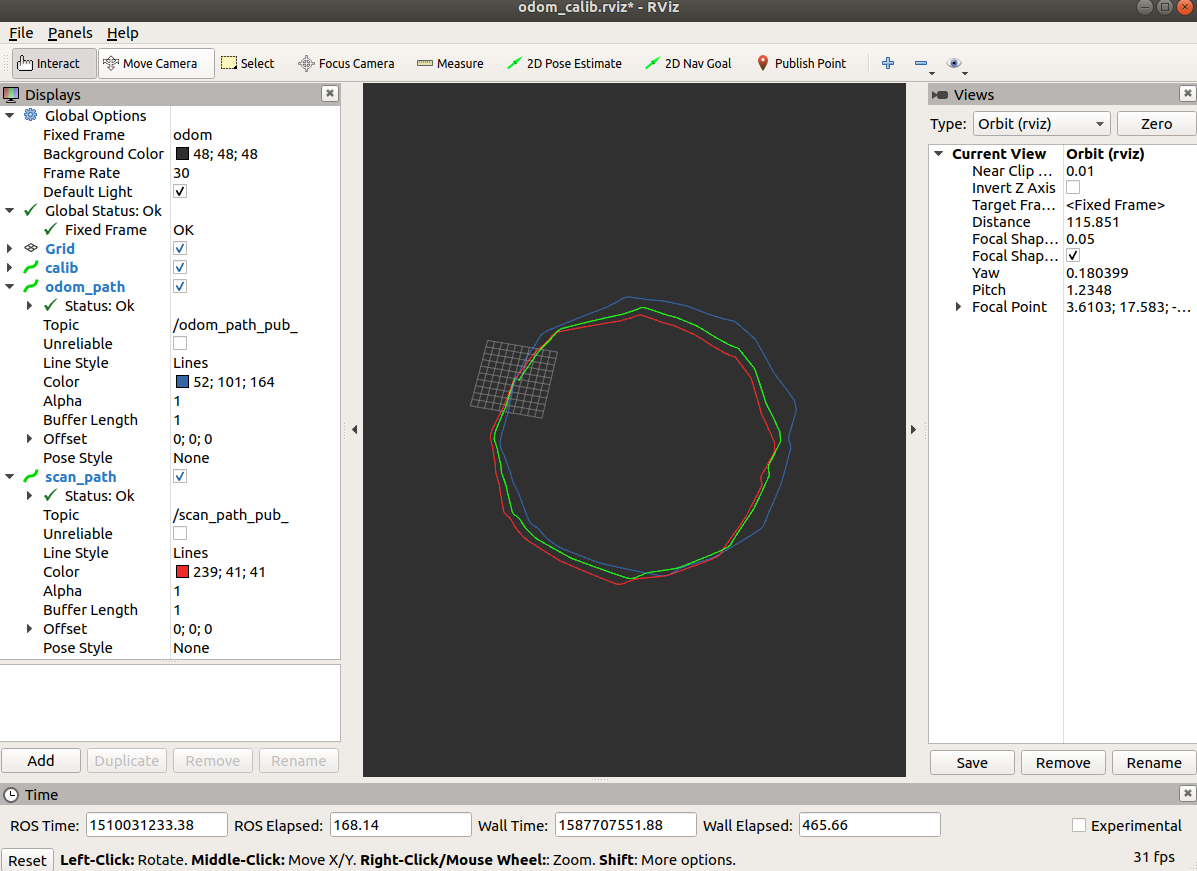 odom_calib.rviz* - RViz
File Panels Help
Interact Move Camera Select Focus Camera Measure 2D Pose Estimate 2D Nav Goal Publish Point
Displays
Global Options
Fixed Frame odom
Background Color 48; 48; 48
Frame Rate 30
Default Light
Global Status: Ok
Fixed Frame OK
Grid
calib
odom_path
Status: Ok
Topic /odom_path_pub_
Unreliable
Line Style Lines
Color 52; 101; 164
Alpha 1
Buffer Length 1
Offset 0; 0; 0
Pose Style None
scan_path
Status: Ok
Topic /scan_path_pub_
Unreliable
Line Style Lines
Color 239; 41; 41
Alpha 1
Buffer Length 1
Offset 0; 0; 0
Pose Style None
Add Duplicate Remove Rename
Views
Type: Orbit (rviz) Zero
Current View Orbit (rviz)
Near Clip ... 0.01
Invert Z Axis
Target Fra... <Fixed Frame>
Distance 115.851
Focal Shap... 0.05
Focal Shap...
Yaw 0.180399
Pitch 1.2348
Focal Point 3.6103; 17.583; -...
Save Remove Rename
Time
ROS Time: 1510031233.38 ROS Elapsed: 168.14 Wall Time: 1587707551.88 Wall Elapsed: 465.66 Experimental
Reset Left-Click: Rotate. Middle-Click: Move X/Y. Right-Click/Mouse Wheel:: Zoom. Shift: More options. 31 fps